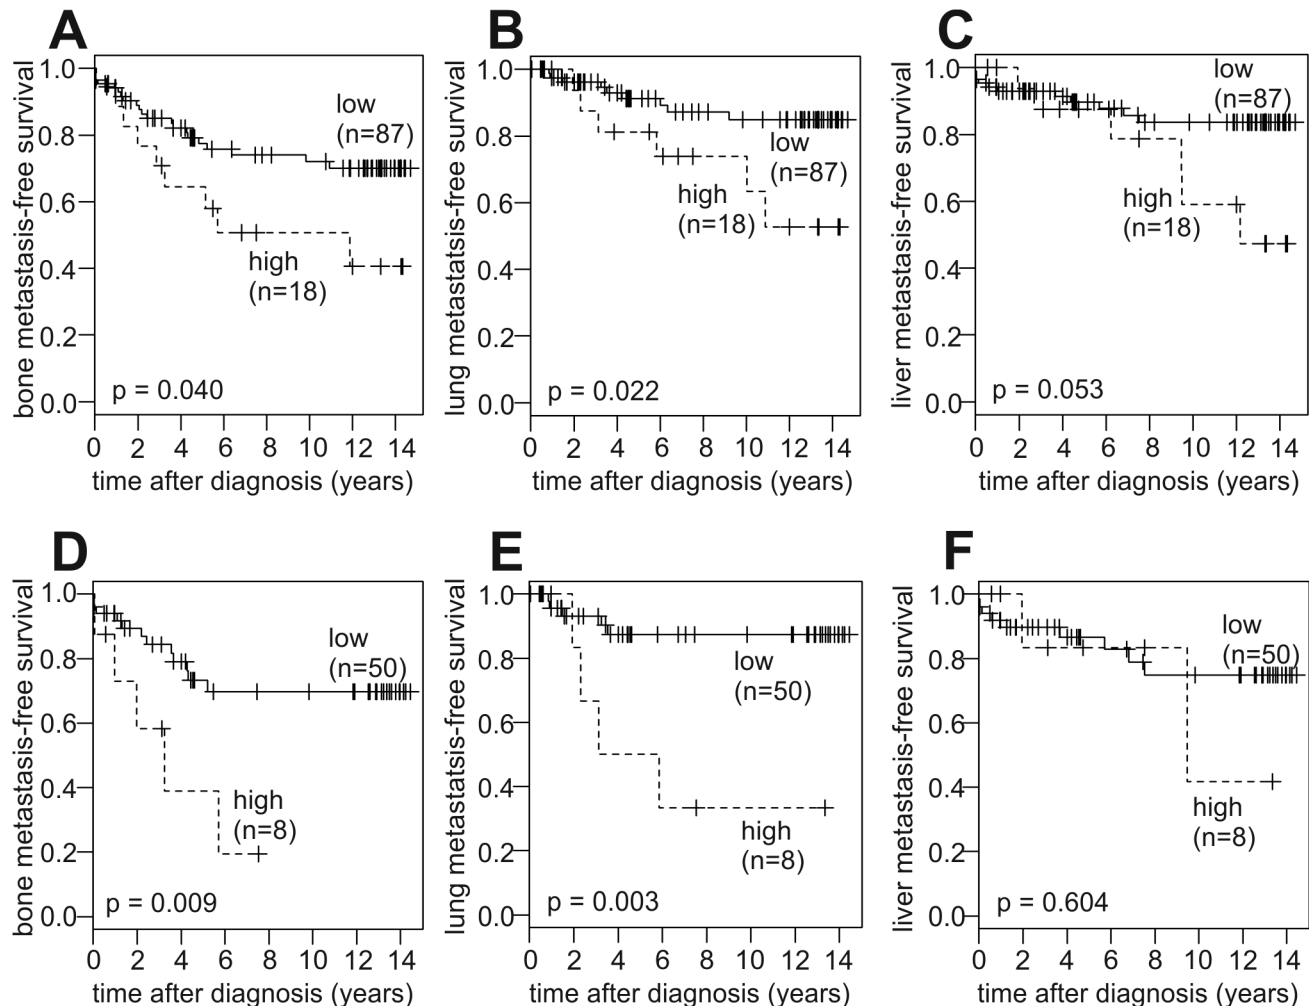 A
bone metastasis-free survival
1.0
0.8
0.6
0.4
0.2
0.0
low
(n=87)
high
(n=18)
p = 0.040
0 2 4 6 8 10 12 14
time after diagnosis (years)
B
lung metastatsis-free survival
1.0
0.8
0.6
0.4
0.2
0.0
low
(n=87)
high
(n=18)
p = 0.022
0 2 4 6 8 10 12 14
time after diagnosis (years)
C
liver metastasis-free survival
1.0
0.8
0.6
0.4
0.2
0.0
low
(n=87)
high
(n=18)
p = 0.053
0 2 4 6 8 10 12 14
time after diagnosis (years)
D
bone metastasis-free survival
1.0
0.8
0.6
0.4
0.2
0.0
low
(n=50)
high
(n=8)
p = 0.009
0 2 4 6 8 10 12 14
time after diagnosis (years)
E
lung metastatsis-free survival
1.0
0.8
0.6
0.4
0.2
0.0
low
(n=50)
high
(n=8)
p = 0.003
0 2 4 6 8 10 12 14
time after diagnosis (years)
F
liver metastasis-free survival
1.0
0.8
0.6
0.4
0.2
0.0
low
(n=50)
high
(n=8)
p = 0.604
0 2 4 6 8 10 12 14
time after diagnosis (years)